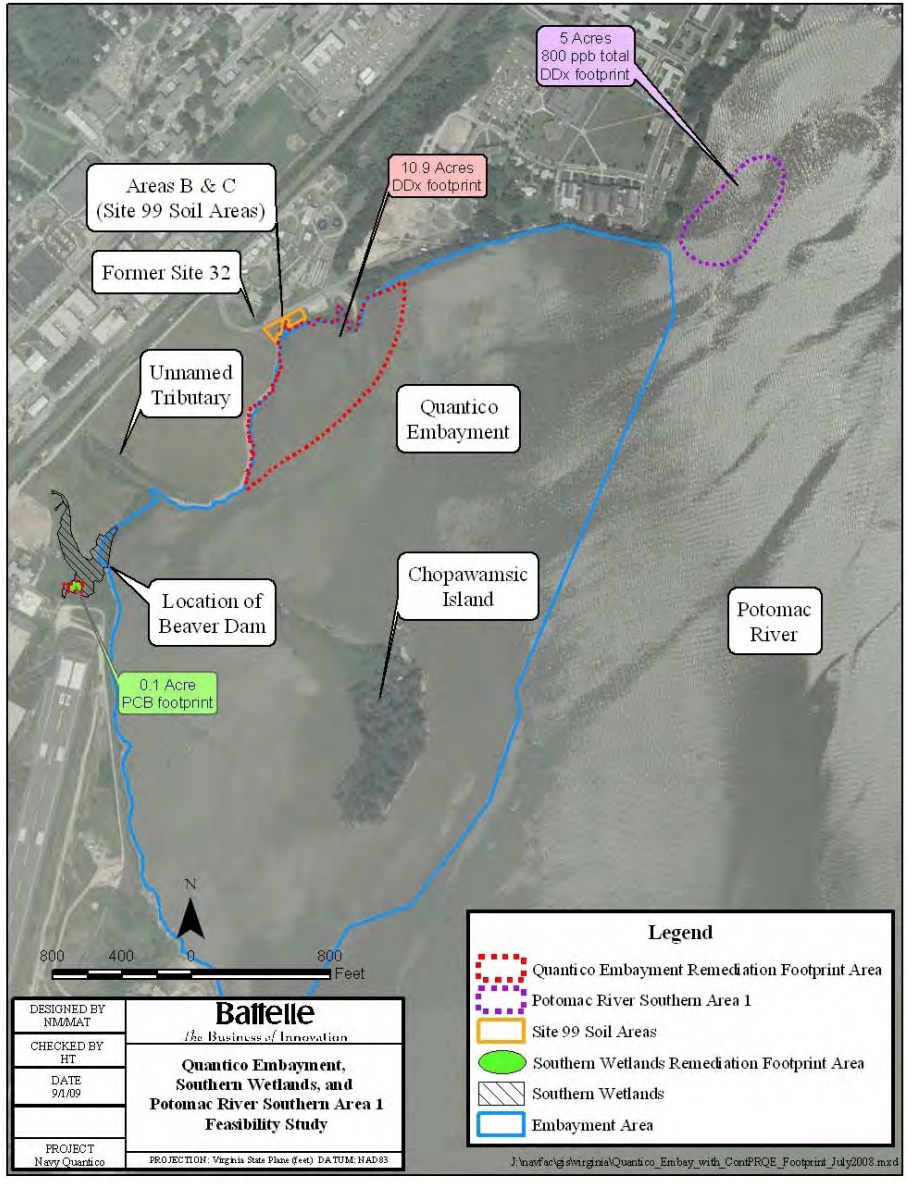 5 Acres
800 ppb total
DDx footprint
10.9 Acres
DDx footprint
Areas B & C
(Site 99 Soil Areas)
Former Site 32
Unnamed
Tributary
Quantico
Embayment
Chopawamsic
Island
Location of
Beaver Dam
Potomac
River
0.1 Acre
PCB footprint
N
800 400 0 800
Feet
Legend
Quantico Embayment Remediation Footprint Area
Potomac River Southern Area 1
Site 99 Soil Areas
Southern Wetlands Remediation Footprint Area
Southern Wetlands
Embayment Area
DESIGNED BY
NM/MAT
CHECKED BY
HT
DATE
9/1/09
PROJECT
Navy Quantico
Battelle
The Business of Innovation
Quantico Embayment,
Southern Wetlands, and
Potomac River Southern Area 1
Feasibility Study
PROJECTION: Virginia State Plane (feet) DATUM: NAD83
J:\navfac\gis\virginia\Quantico_Embay_with_ContPRQE_Footprint_July2008.mxd